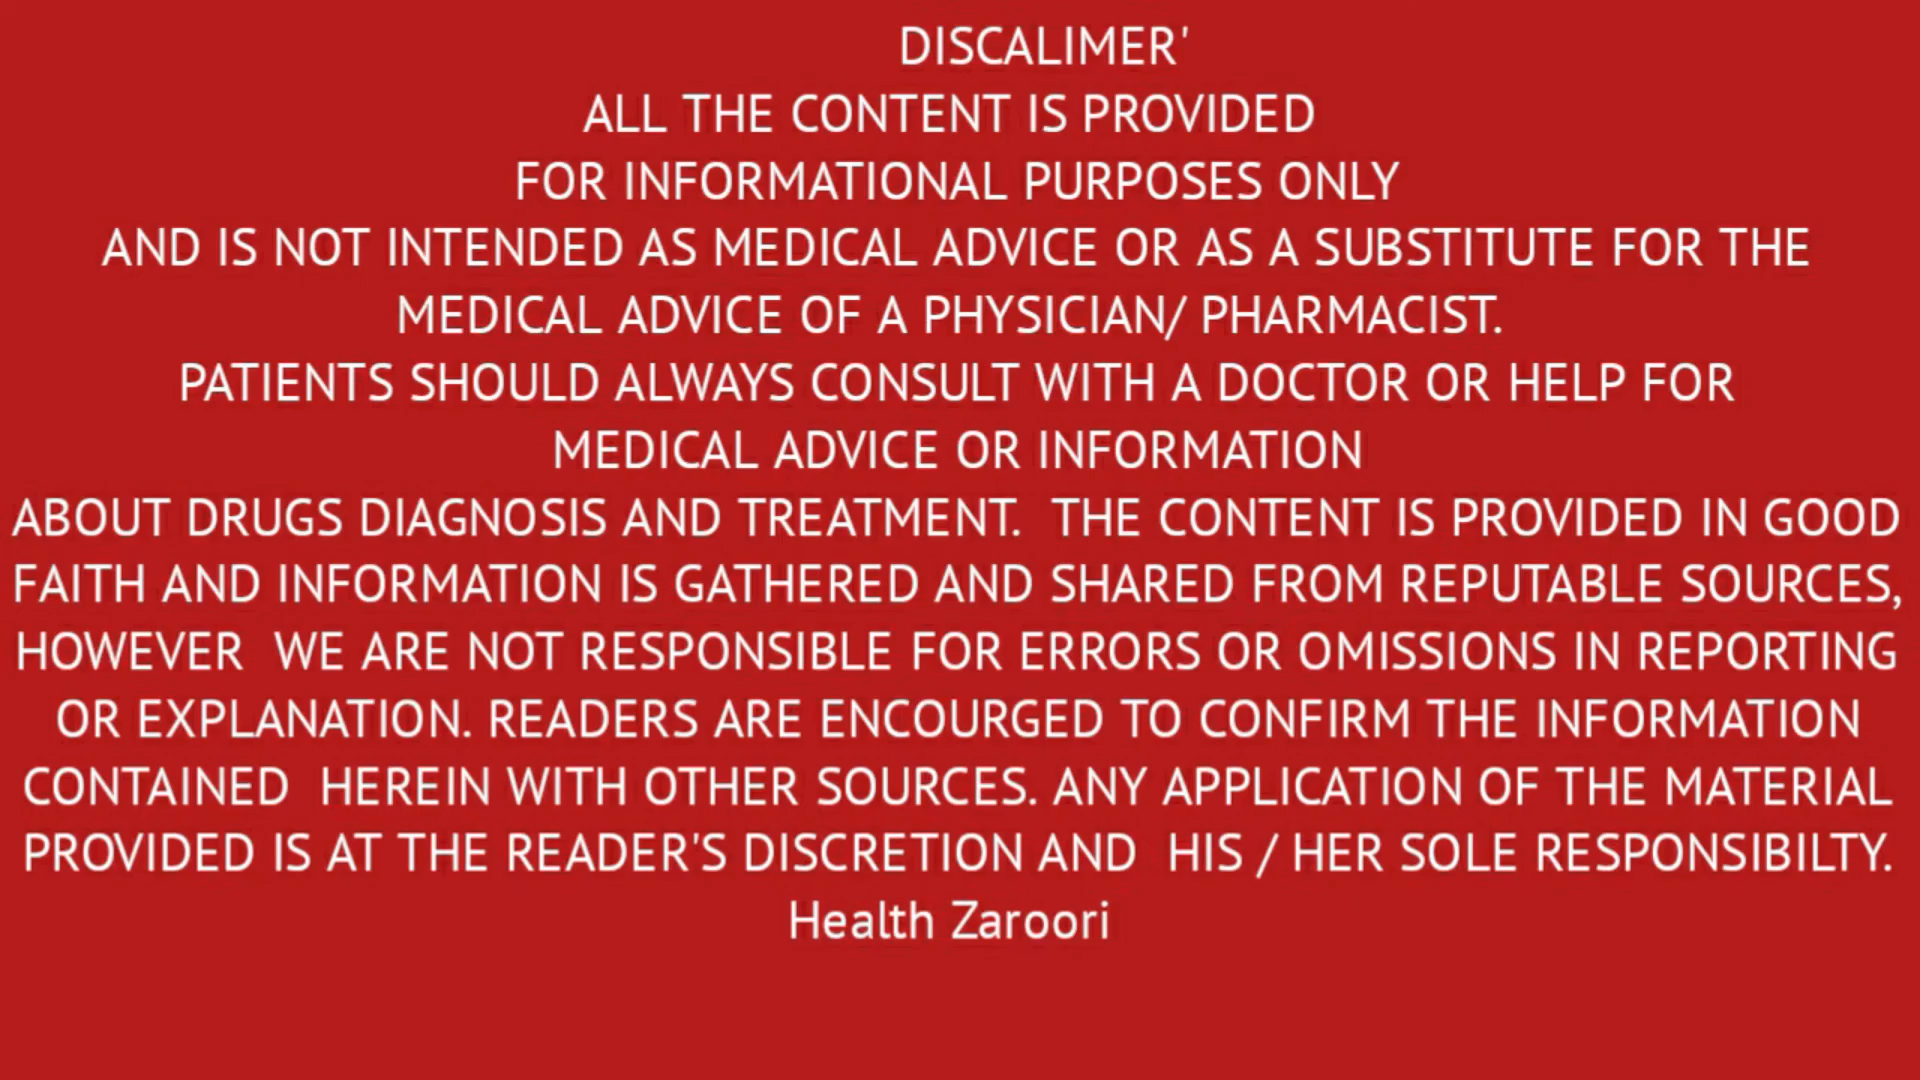 DISCALIMER'
ALL THE CONTENT IS PROVIDED
FOR INFORMATIONAL PURPOSES ONLY
AND IS NOT INTENDED AS MEDICAL ADVICE OR AS A SUBSTITUTE FOR THE
MEDICAL ADVICE OF A PHYSICIAN/ PHARMACIST.
PATIENTS SHOULD ALWAYS CONSULT WITH A DOCTOR OR HELP FOR
MEDICAL ADVICE OR INFORMATION
ABOUT DRUGS DIAGNOSIS AND TREATMENT.  THE CONTENT IS PROVIDED IN GOOD
FAITH AND INFORMATION IS GATHERED AND SHARED FROM REPUTABLE SOURCES,
HOWEVER  WE ARE NOT RESPONSIBLE FOR ERRORS OR OMISSIONS IN REPORTING
OR EXPLANATION. READERS ARE ENCOURGED TO CONFIRM THE INFORMATION
CONTAINED  HEREIN WITH OTHER SOURCES. ANY APPLICATION OF THE MATERIAL
PROVIDED IS AT THE READER'S DISCRETION AND  HIS / HER SOLE RESPONSIBILTY.
Health Zaroori